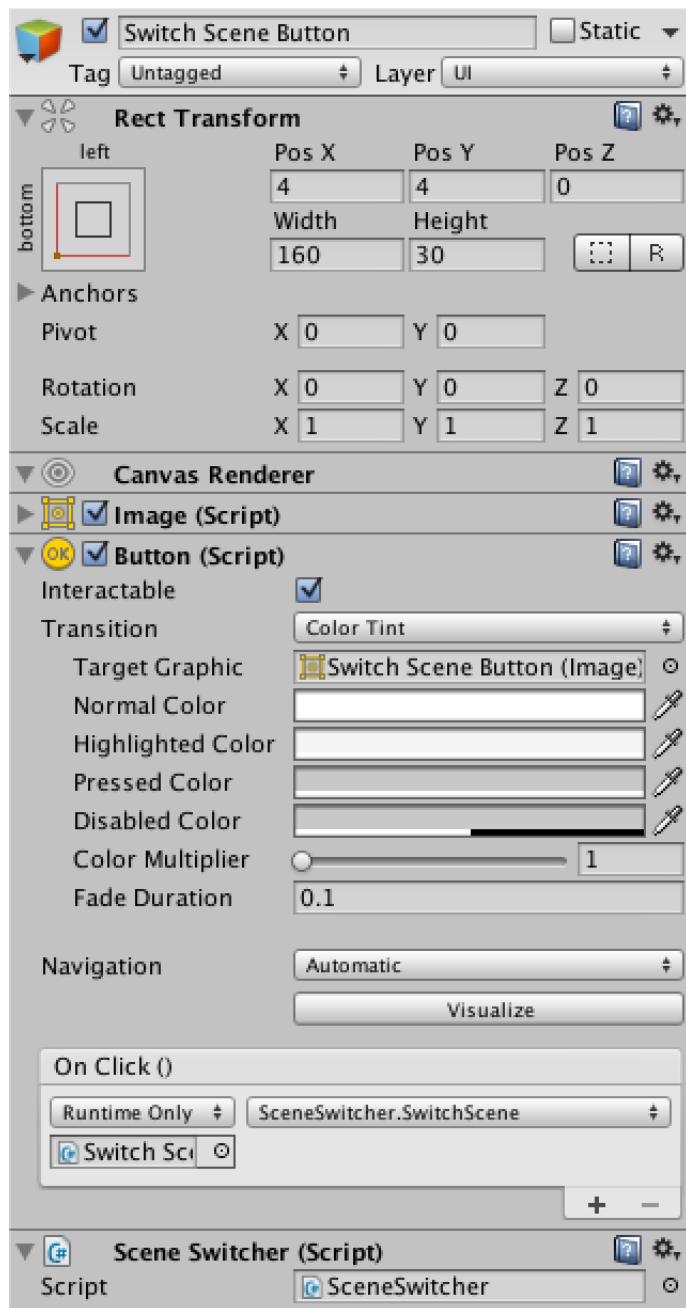 Switch Scene Button Static
Tag Untagged Layer UI
Rect Transform
left Pos X Pos Y Pos Z
bottom 4 4 0
Width Height
160 30 R
Anchors
Pivot X 0 Y 0
Rotation X 0 Y 0 Z 0
Scale X 1 Y 1 Z 1
Canvas Renderer
Image (Script)
OK Button (Script)
Interactable
Transition Color Tint
Target Graphic Switch Scene Button (Image)
Normal Color
Highlighted Color
Pressed Color
Disabled Color
Color Multiplier 1
Fade Duration 0.1
Navigation Automatic
Visualize
On Click ()
Runtime Only SceneSwitcher.SwitchScene
Switch Sc
+ −
C# Scene Switcher (Script)
Script SceneSwitcher